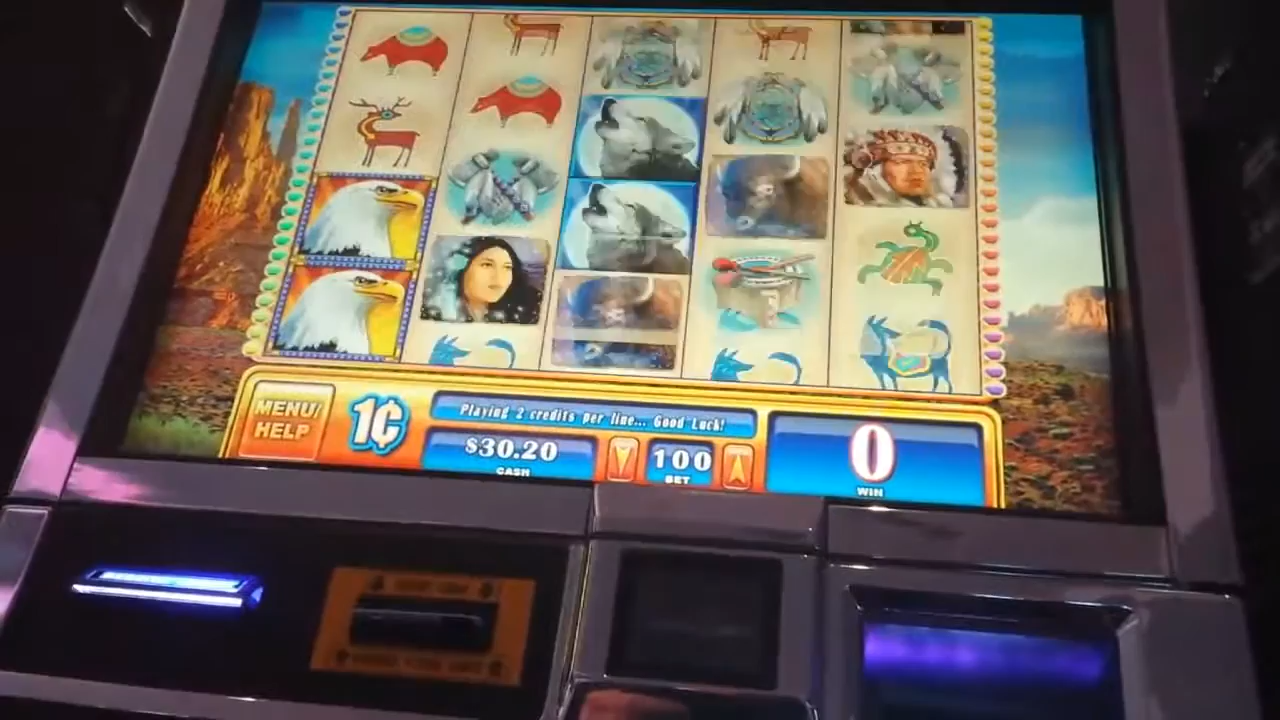 MENU/
HELP
1¢
Playing 2 credits per line... Good Luck!
$30.20
CASH
100
BET
0
WIN